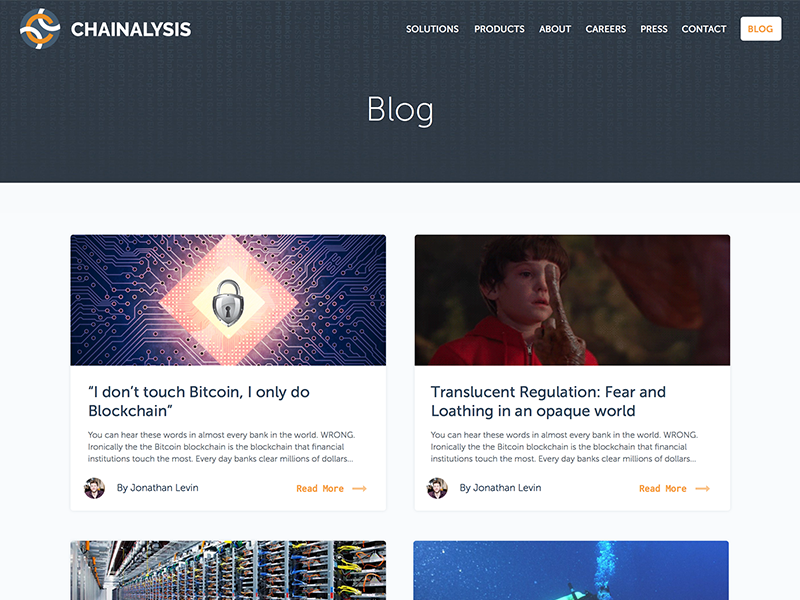 CHAINALYSIS
SOLUTIONS PRODUCTS ABOUT CAREERS PRESS CONTACT BLOG
Blog
“I don’t touch Bitcoin, I only do
Blockchain”
You can hear these words in almost every bank in the world. WRONG.
Ironically the the Bitcoin blockchain is the blockchain that financial
institutions touch the most. Every day banks clear millions of dollars...
By Jonathan Levin
Read More
Translucent Regulation: Fear and
Loathing in an opaque world
You can hear these words in almost every bank in the world. WRONG.
Ironically the the Bitcoin blockchain is the blockchain that financial
institutions touch the most. Every day banks clear millions of dollars...
By Jonathan Levin
Read More